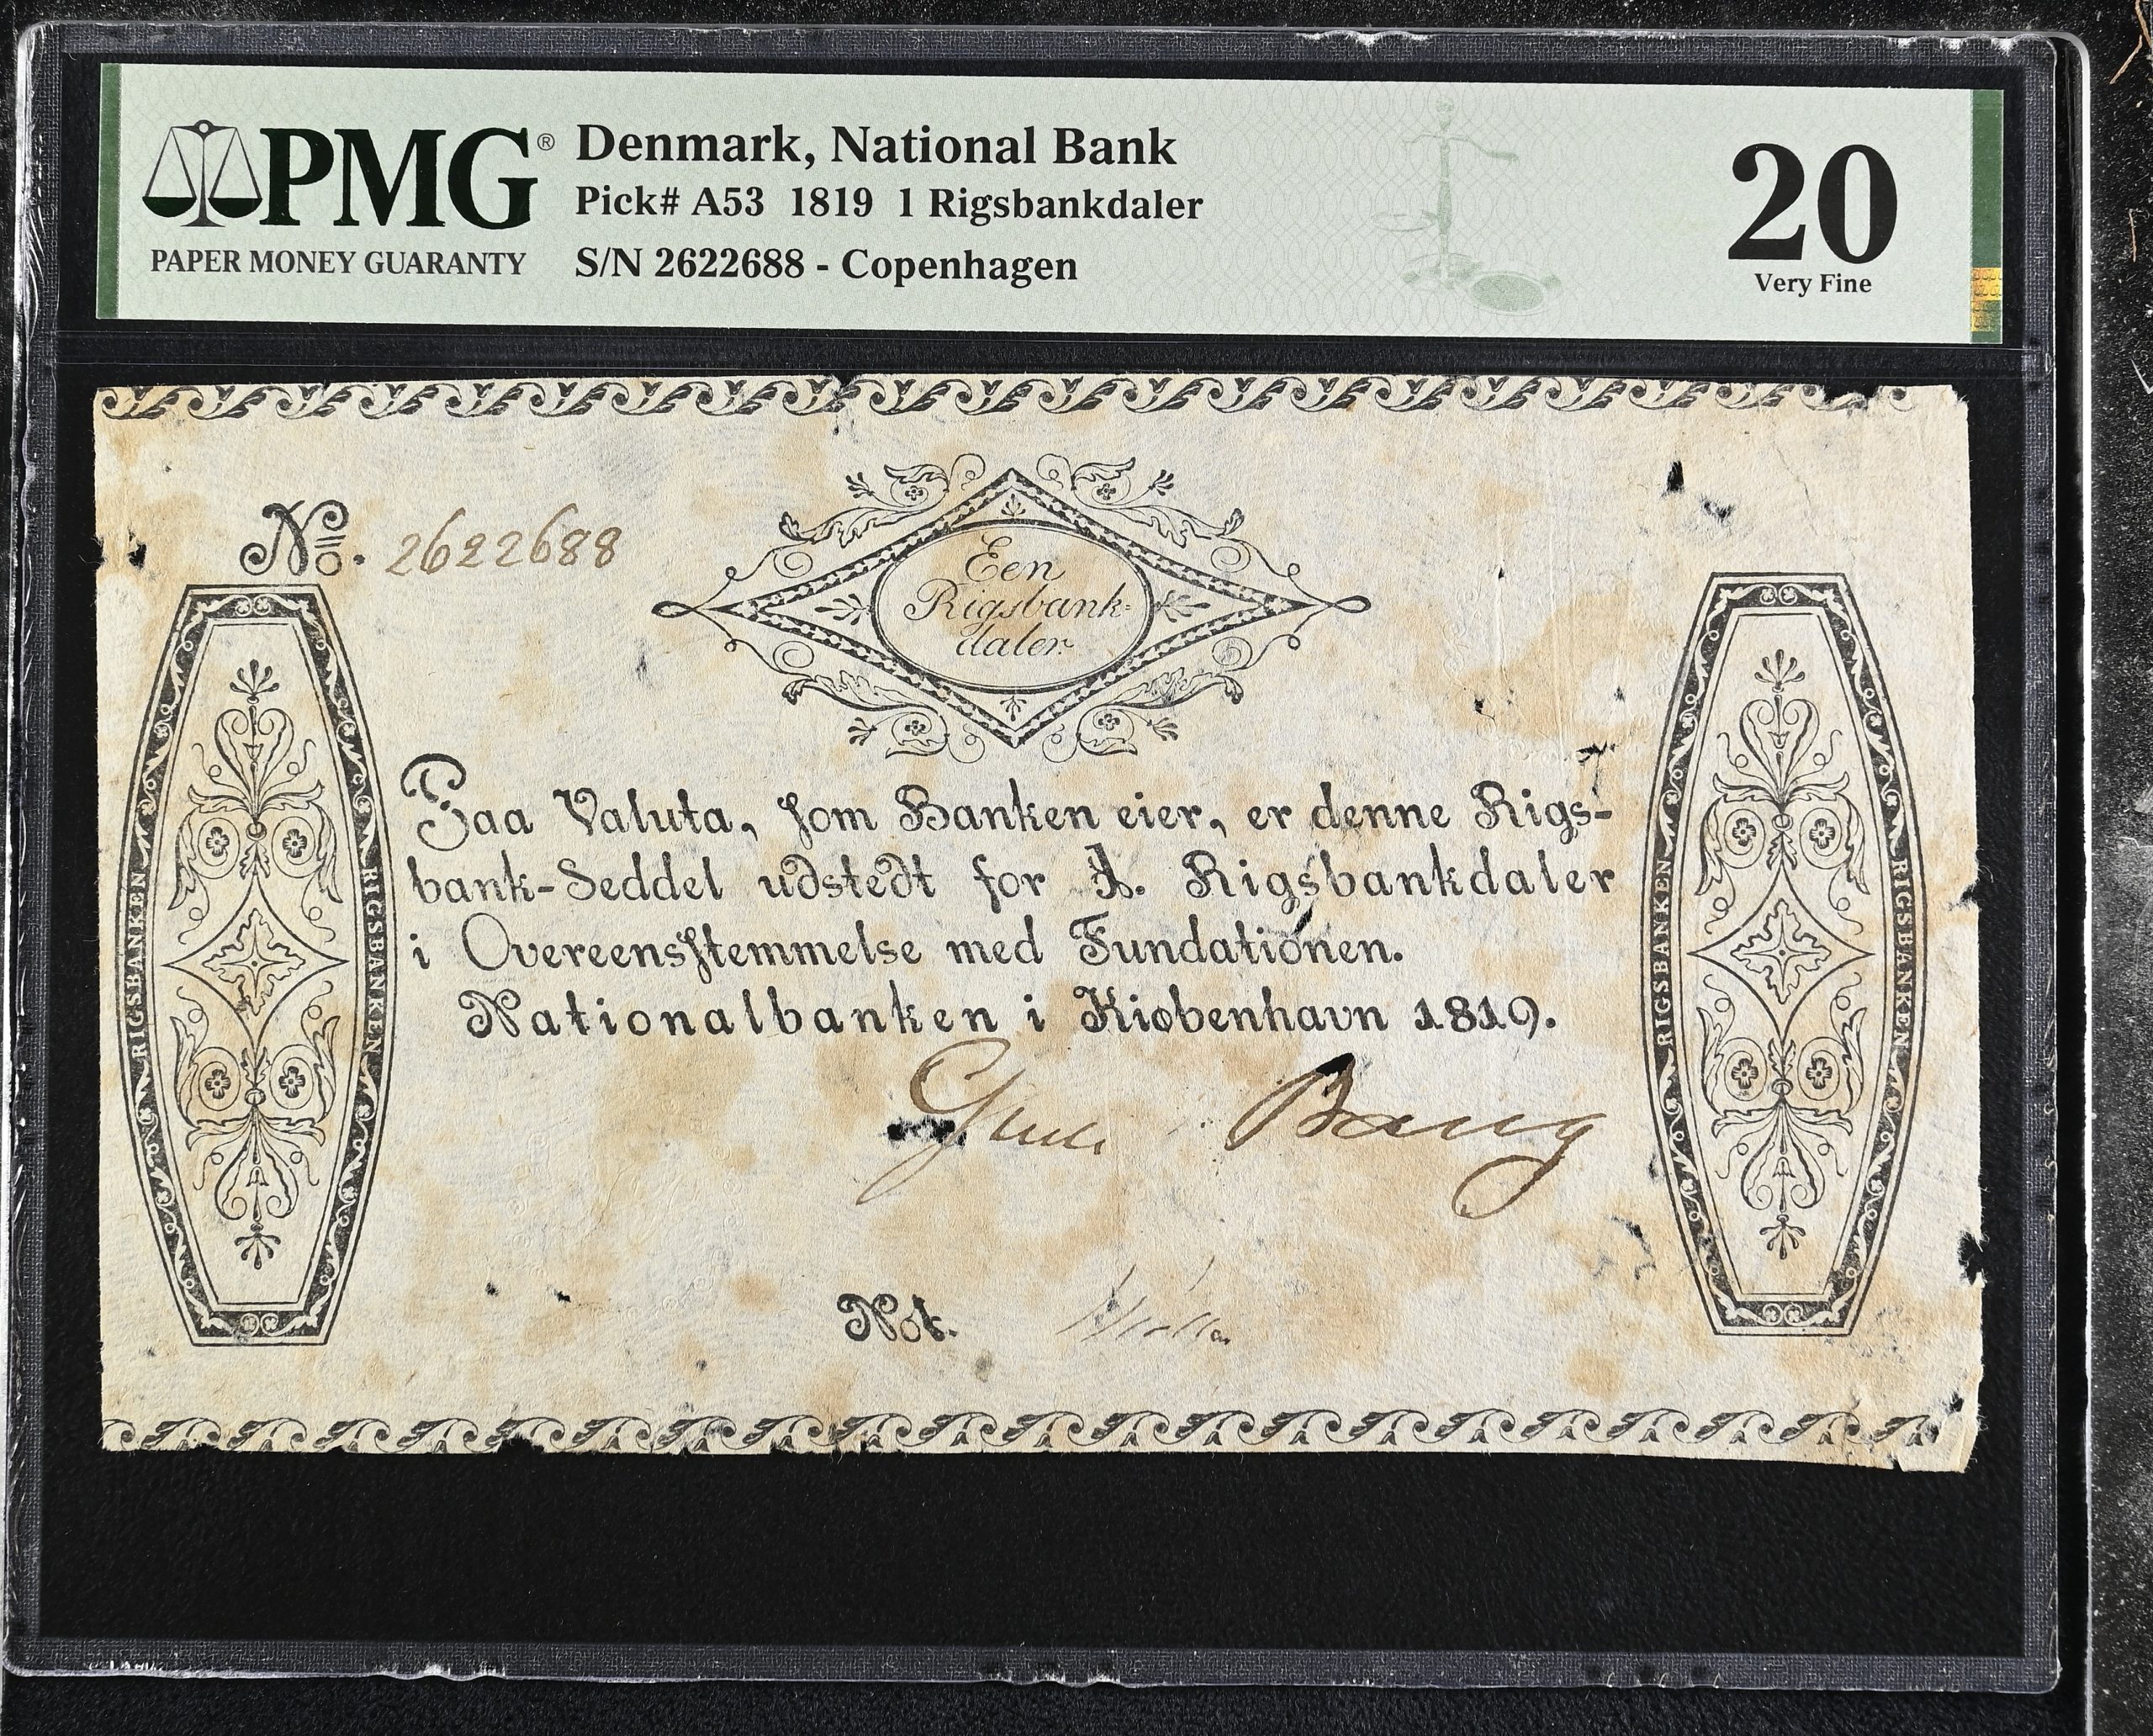 PMG®
PAPER MONEY GUARANTY
Denmark, National Bank
Pick# A53 1819 1 Rigsbankdaler
S/N 2622688 - Copenhagen
20
Very Fine
No. 2622688
Een
Rigsbank-
daler.
Paa Valuta, som Banken eier, er denne Rigs-
bank-Seddel udstedt for 1. Rigsbankdaler
i Overeensstemmelse med Fundationen.
Nationalbanken i Kiøbenhavn 1819.
Bang
Not.
RIGSBANKEN
RIGSBANKEN
RIGSBANKEN
RIGSBANKEN